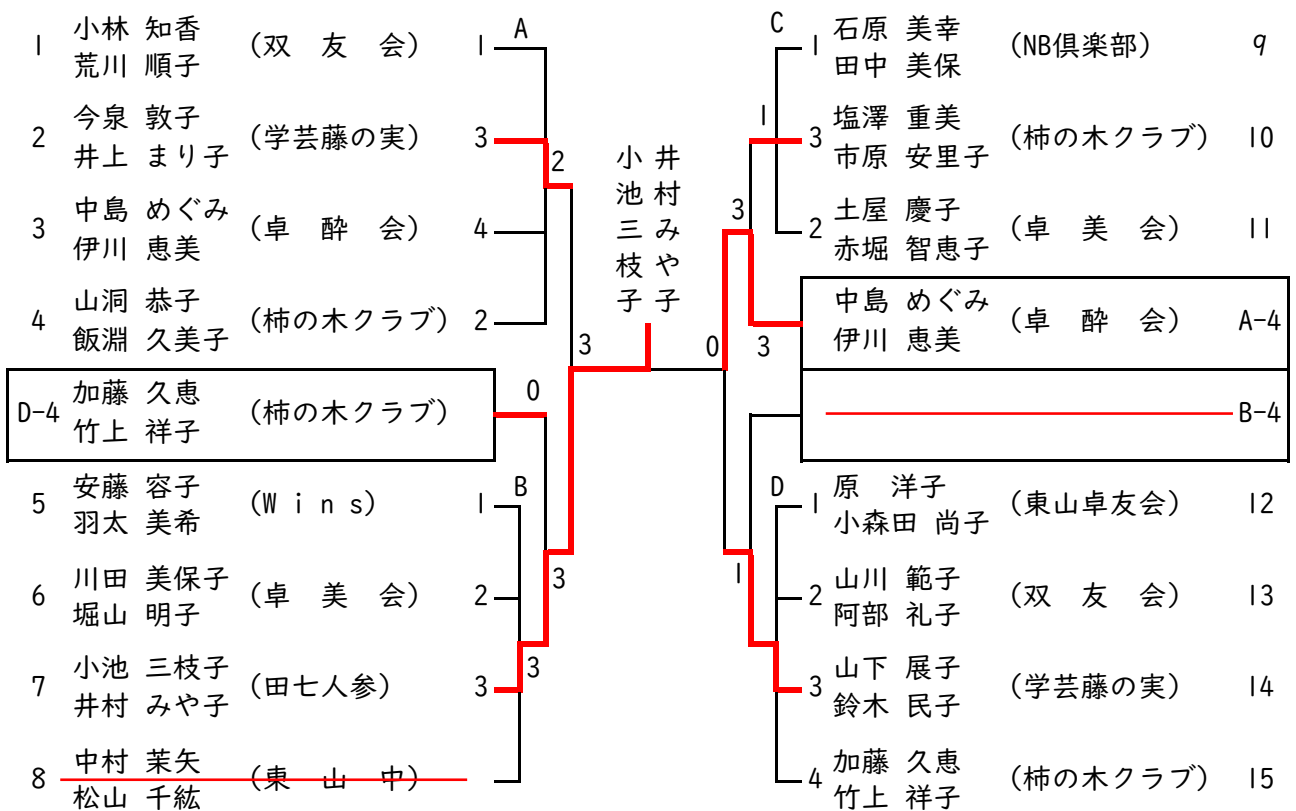 A
1 小林 知香 荒川 順子 (双 友 会) 1
2 今泉 敦子 井上 まり子 (学芸藤の実) 3
2
3 中島 めぐみ 伊川 恵美 (卓 酔 会) 4
4 山洞 恭子 飯淵 久美子 (柿の木クラブ) 2
3
D-4 加藤 久恵 竹上 祥子 (柿の木クラブ)
0
B
5 安藤 容子 羽太 美希 (Wins) 1
6 川田 美保子 堀山 明子 (卓 美 会) 2
3
7 小池 三枝子 井村 みや子 (田七人参) 3
3
8 中村 茉矢 松山 千紘 (東 山 中)
井村みや子
小池三枝子
C
1 石原 美幸 田中 美保 (NB倶楽部) 9
1
3 塩澤 重美 市原 安里子 (柿の木クラブ) 10
3
2 土屋 慶子 赤堀 智恵子 (卓 美 会) 11
中島 めぐみ 伊川 恵美 (卓 酔 会) A-4
0
3
B-4
D
1 原 洋子 小森田 尚子 (東山卓友会) 12
1
2 山川 範子 阿部 礼子 (双 友 会) 13
3 山下 展子 鈴木 民子 (学芸藤の実) 14
4 加藤 久恵 竹上 祥子 (柿の木クラブ) 15